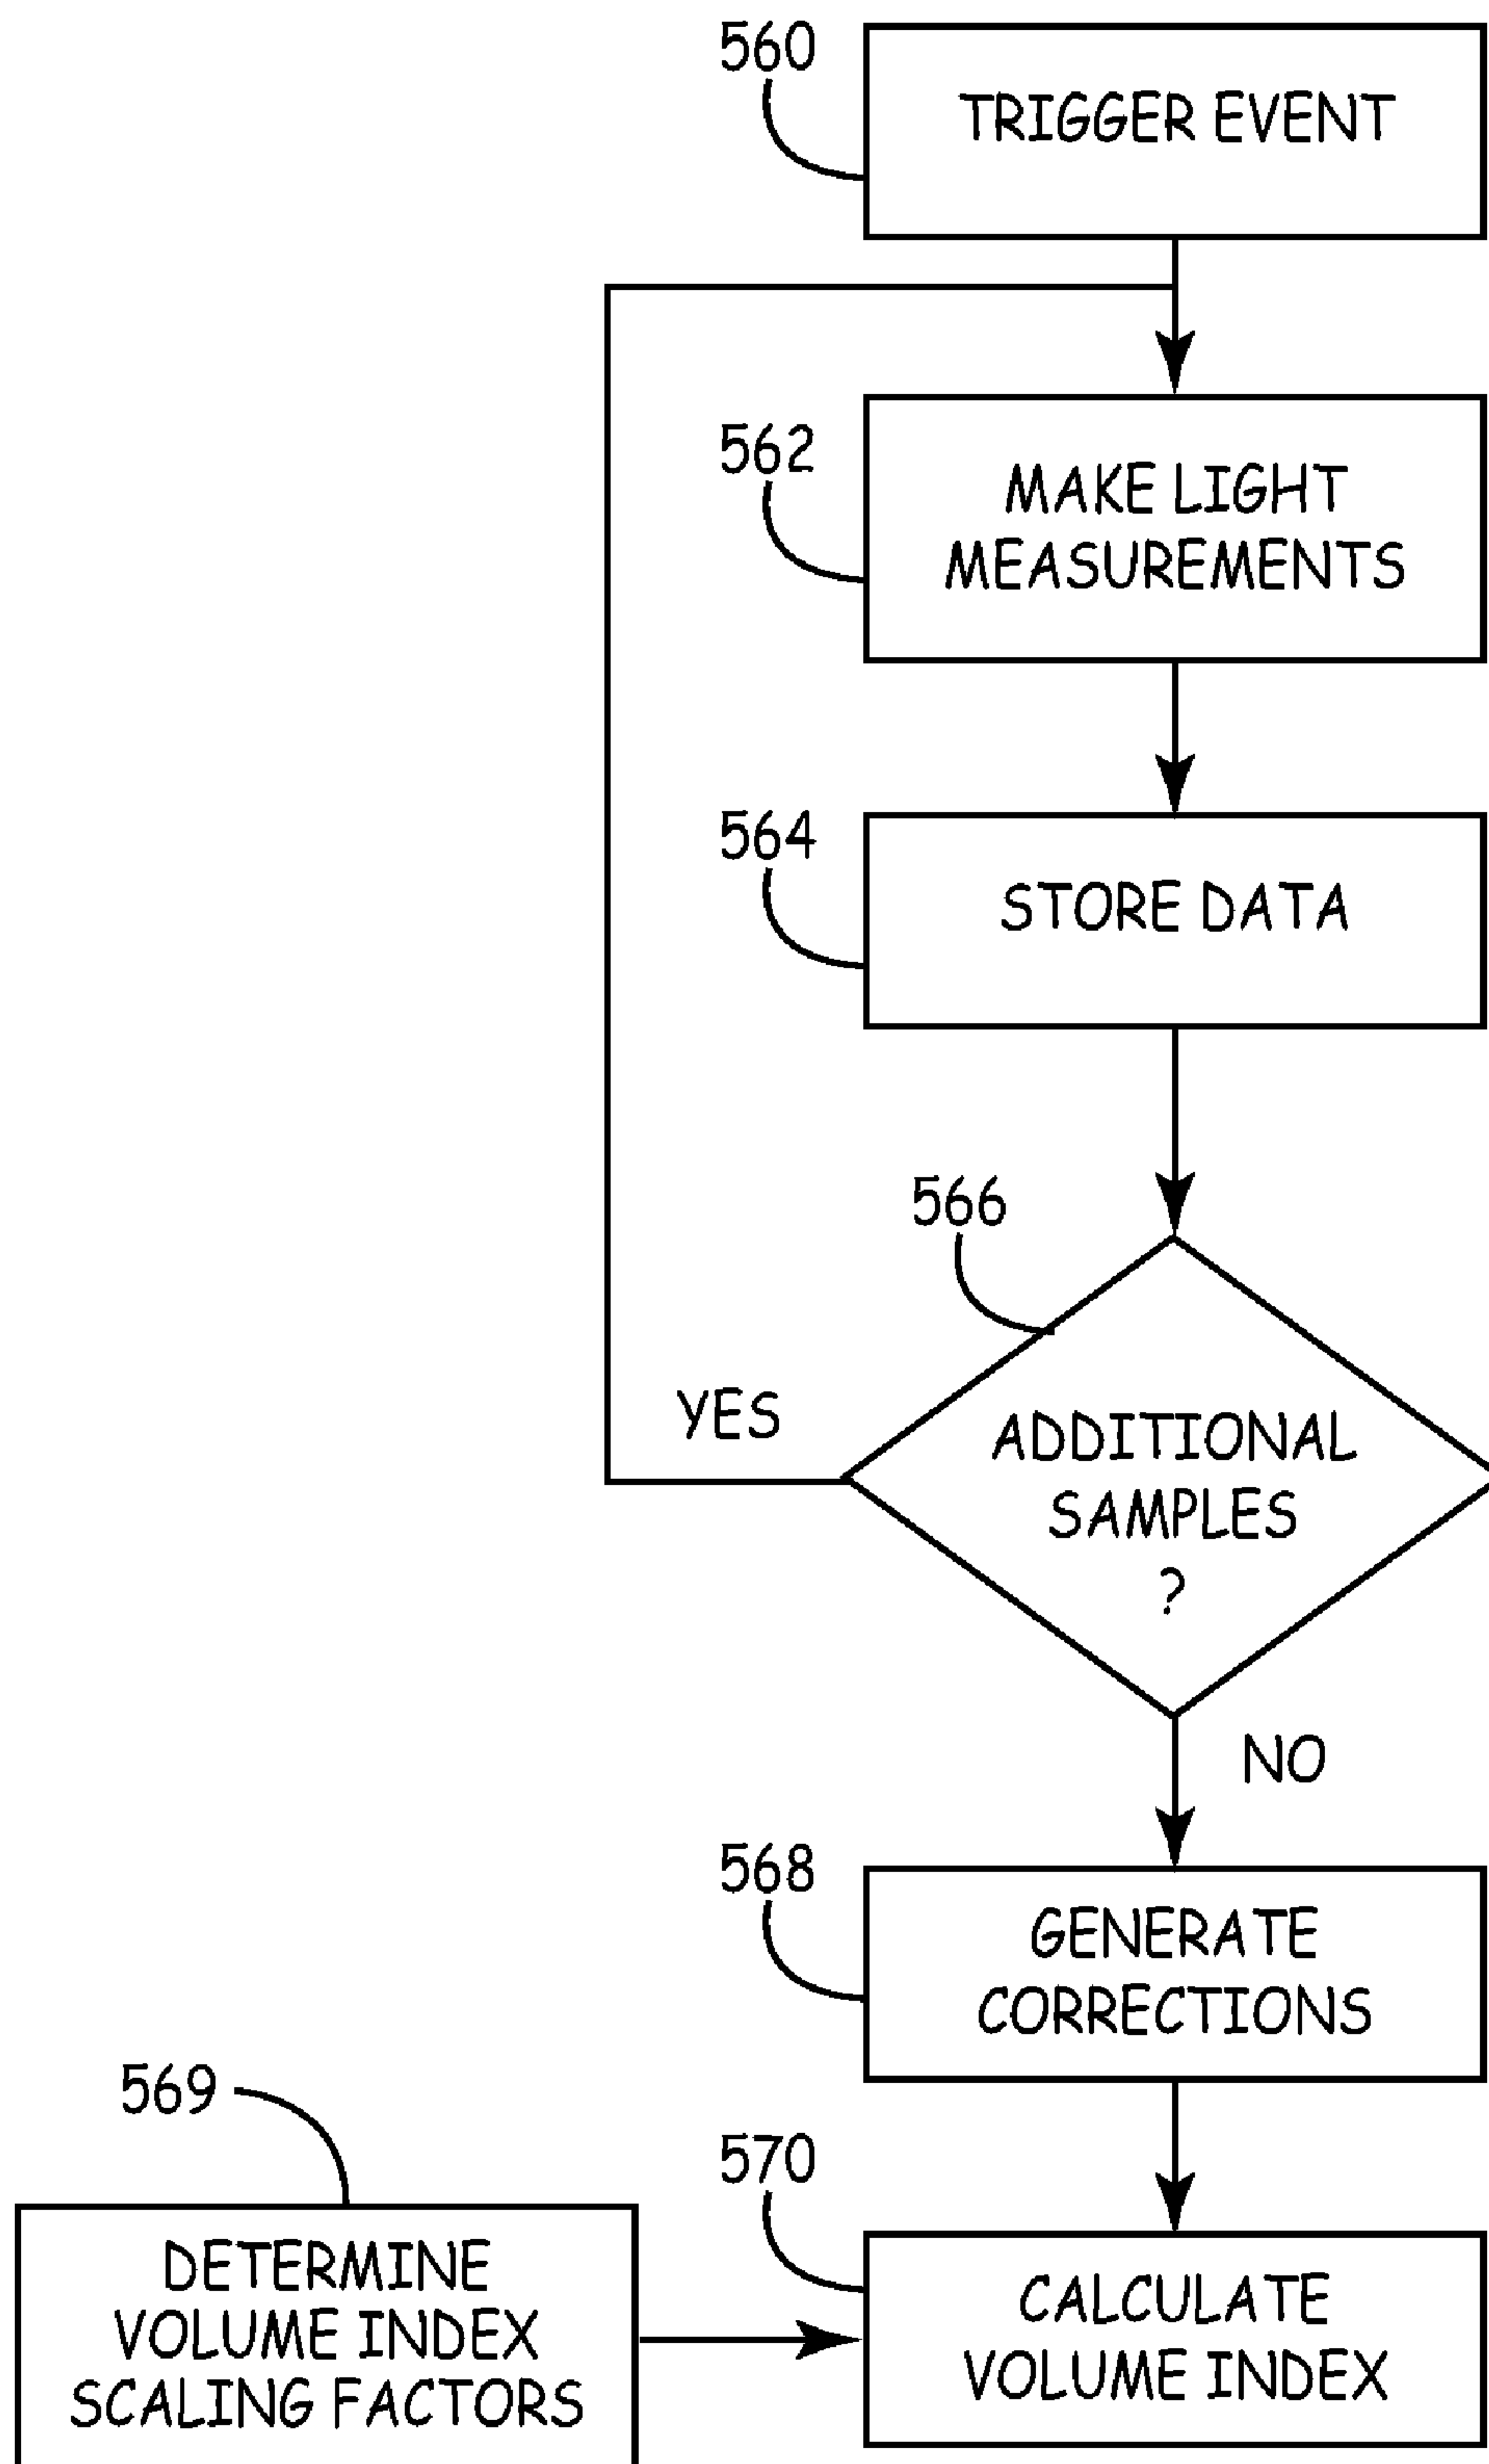 560
TRIGGER EVENT
562
MAKE LIGHT
MEASUREMENTS
564
STORE DATA
566
YES
ADDITIONAL
SAMPLES
?
NO
568
GENERATE
CORRECTIONS
569
DETERMINE
VOLUME INDEX
SCALING FACTORS
570
CALCULATE
VOLUME INDEX